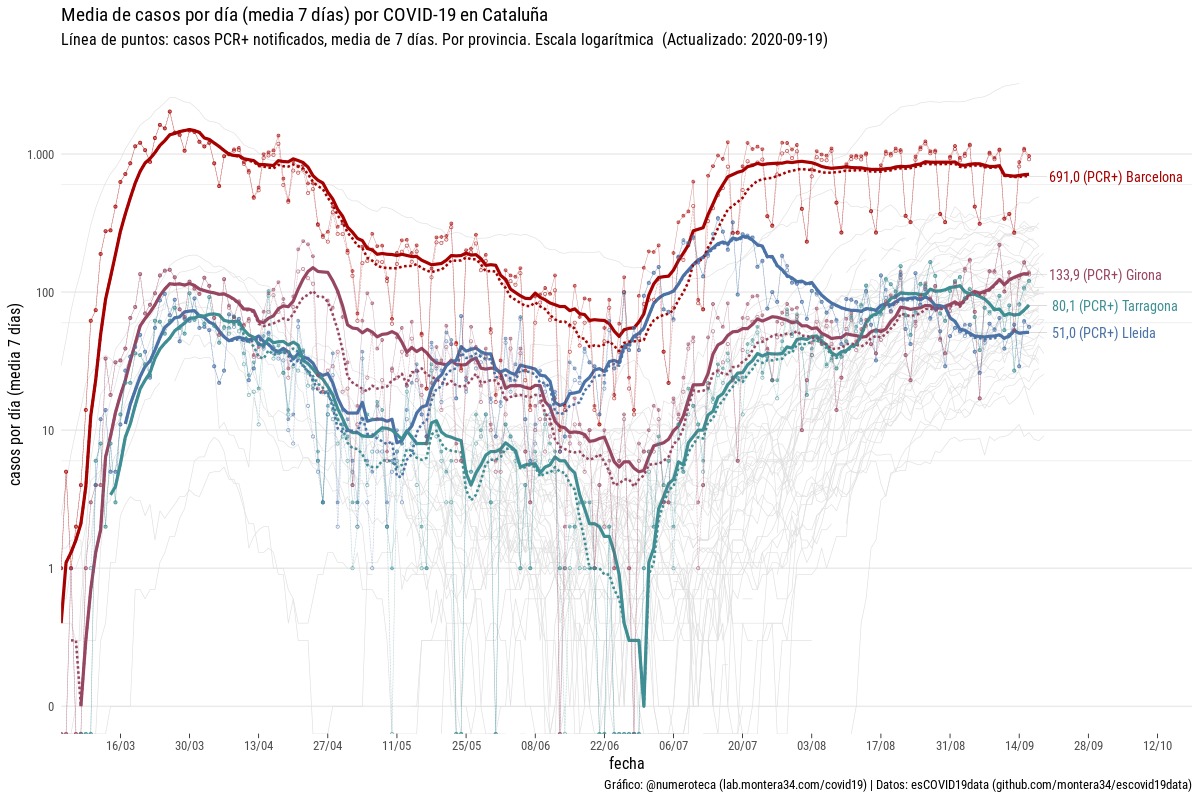 Media de casos por día (media 7 días) por COVID-19 en Cataluña
Línea de puntos: casos PCR+ notificados, media de 7 días. Por provincia. Escala logarítmica  (Actualizado: 2020-09-19)
casos por día (media 7 días)
1.000
100
10
1
0
691,0 (PCR+) Barcelona
133,9 (PCR+) Girona
80,1 (PCR+) Tarragona
51,0 (PCR+) Lleida
16/03 30/03 13/04 27/04 11/05 25/05 08/06 22/06 06/07 20/07 03/08 17/08 31/08 14/09 28/09 12/10
fecha
Gráfico: @numeroteca (lab.montera34.com/covid19) | Datos: esCOVID19data (github.com/montera34/escovid19data)